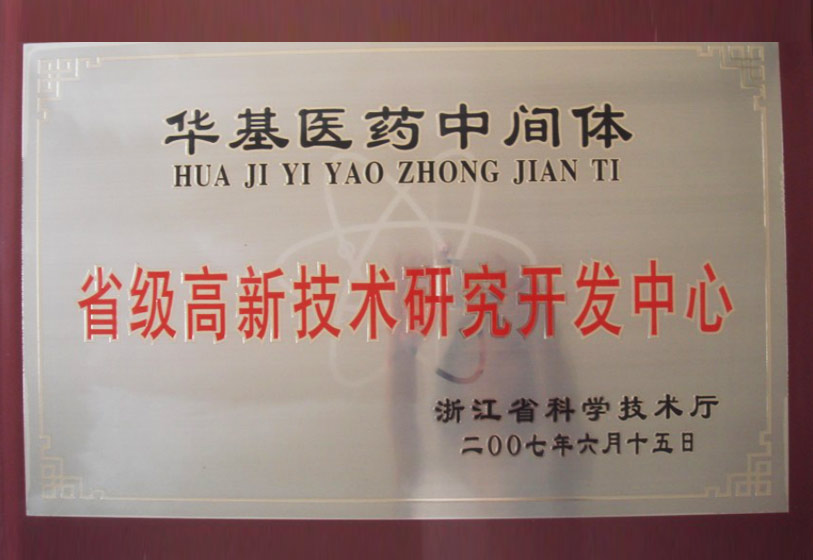 华基医药中间体
HUA JI YI YAO ZHONG JIAN TI
省级高新技术研究开发中心
浙江省科学技术厅
二00七年六月十五日